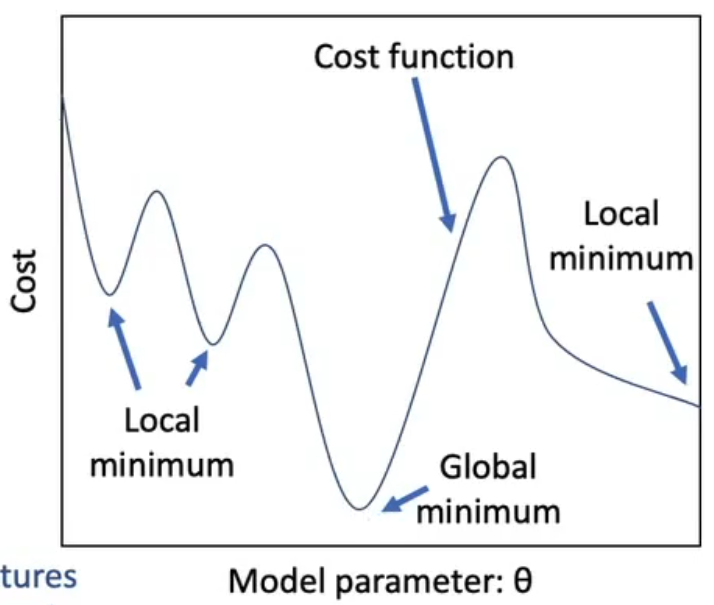 Cost function
Local
minimum
Cost
Local
minimum
Global
minimum
tures
Model parameter: θ